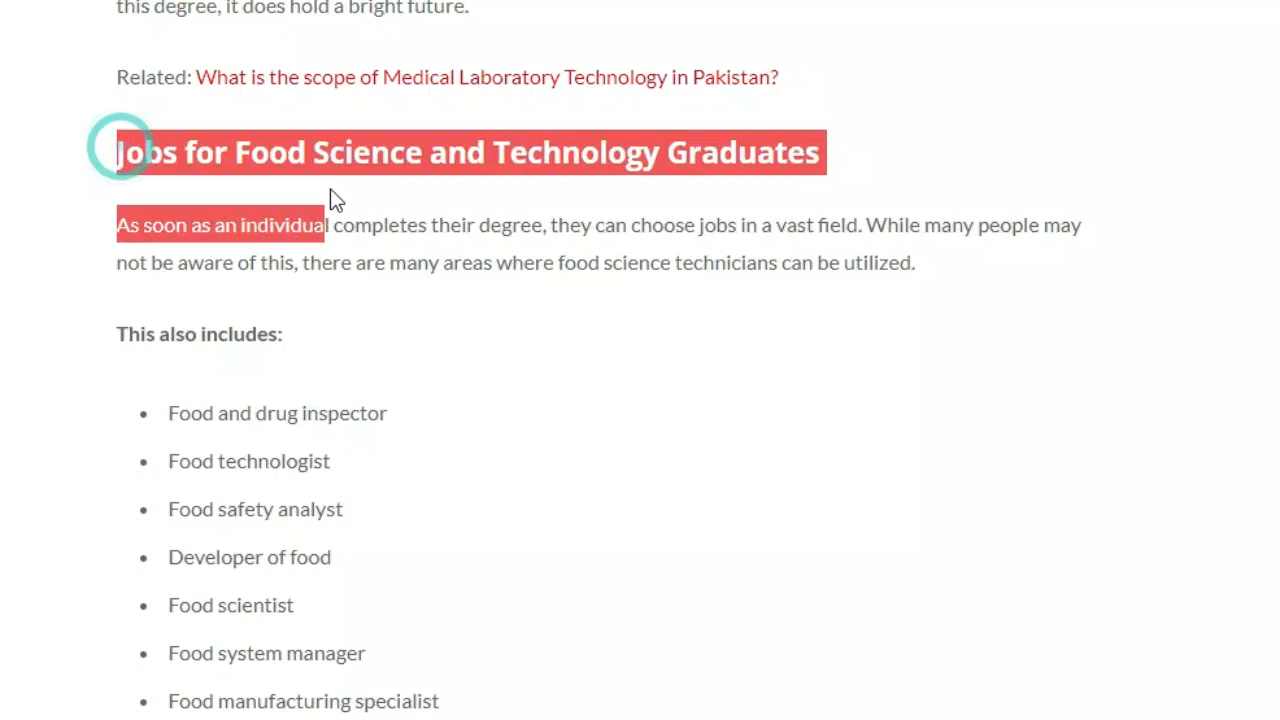 this degree, it does hold a bright future.
Related: What is the scope of Medical Laboratory Technology in Pakistan?
Jobs for Food Science and Technology Graduates
As soon as an individual completes their degree, they can choose jobs in a vast field. While many people may
not be aware of this, there are many areas where food science technicians can be utilized.
This also includes:
• Food and drug inspector
• Food technologist
• Food safety analyst
• Developer of food
• Food scientist
• Food system manager
• Food manufacturing specialist